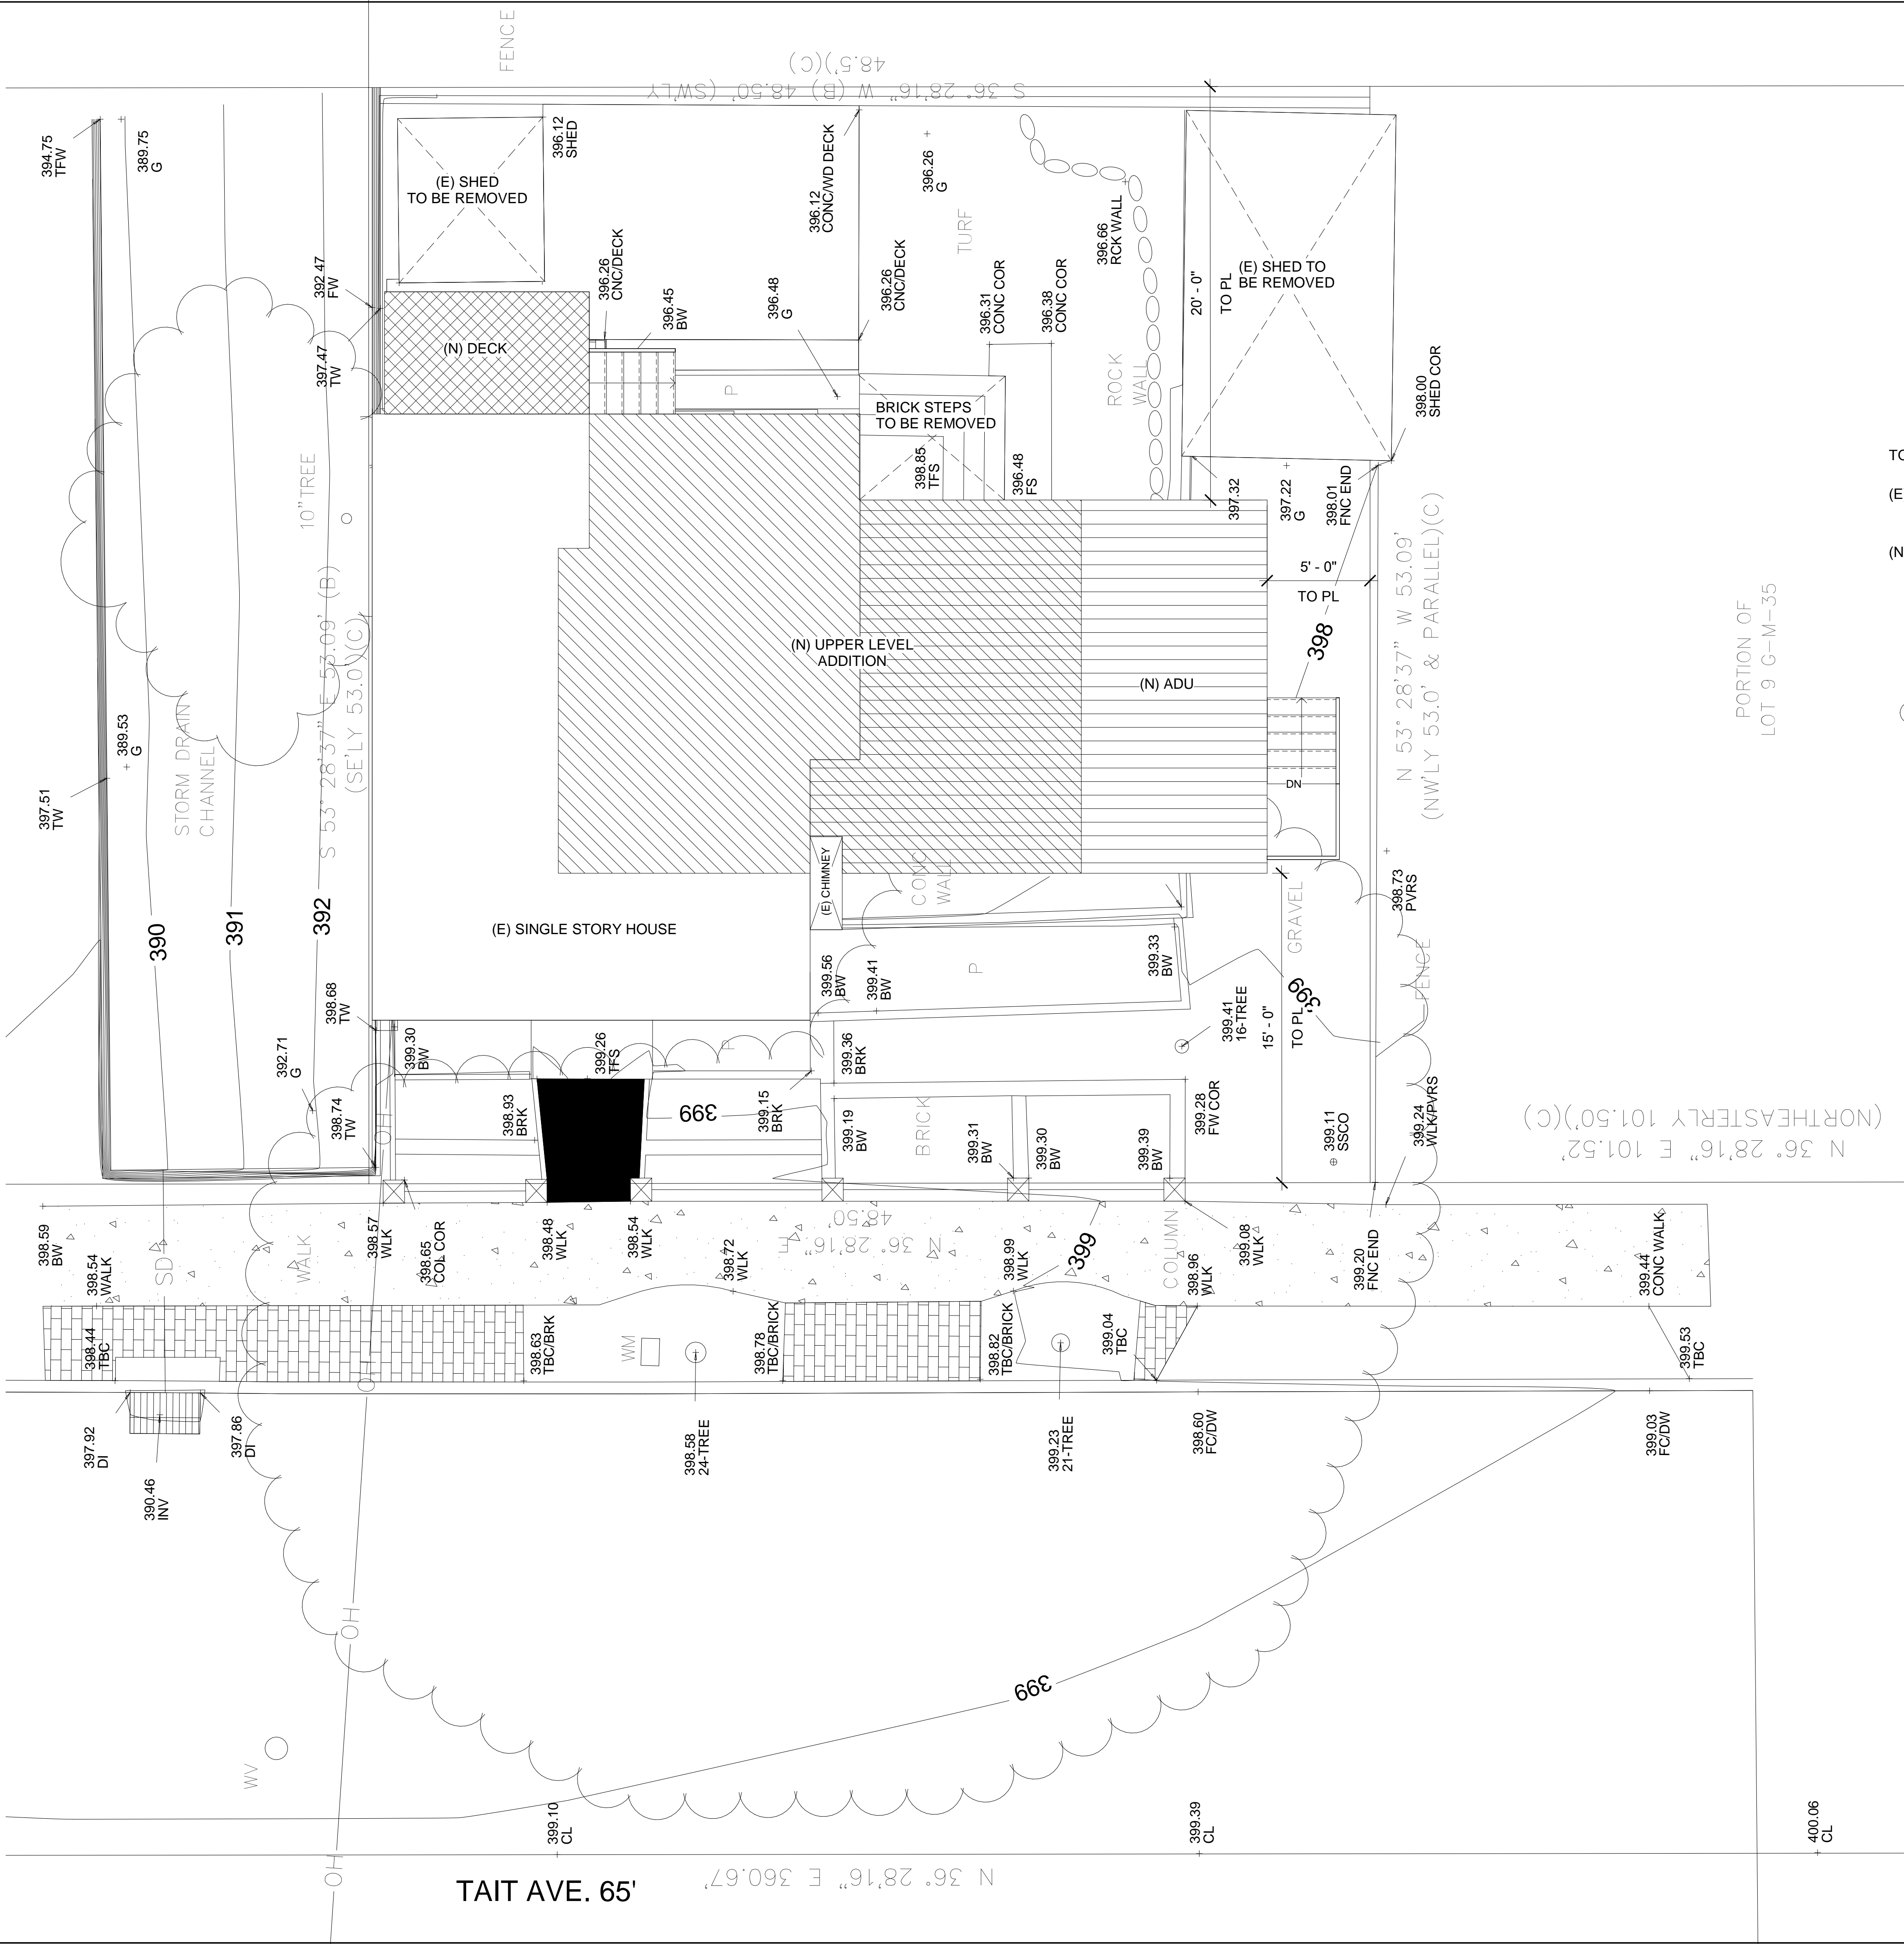 FENCE
48.5')(C)
S 36° 28'16" W (B) 48.50' (SWLY
394.75
TFW
389.75
G
(E) SHED
TO BE REMOVED
396.12
SHED
396.12
CONC/WD DECK
396.26
G
TURF
396.66
RCK WALL
20' - 0"
TO PL
(E) SHED TO
BE REMOVED
392.47
FW
397.47
TW
(N) DECK
396.26
CNC/DECK
396.45
BW
396.48
G
396.26
CNC/DECK
396.31
CONC COR
396.38
CONC COR
ROCK
WALL
P
BRICK STEPS
TO BE REMOVED
398.85
TFS
396.48
FS
398.00
SHED COR
397.32
397.22
G
398.01
FNC END
10"TREE
TO
(E
(N
5' - 0"
TO PL
398
S 53° 28'37" E 53.09' (B)
(SE'LY 53.0')(C)
N 53° 28'37" W 53.09'
(NW'LY 53.0' & PARALLEL)(C)
PORTION OF
LOT 9 G-M-35
(N) UPPER LEVEL
ADDITION
(N) ADU
389.53
G
STORM DRAIN
CHANNEL
397.51
TW
DN
(E) CHIMNEY
CONC
WALL
398.73
PVRS
390
391
392
(E) SINGLE STORY HOUSE
GRAVEL
FENCE
P
399.56
BW
399.41
BW
399.33
BW
399
399.41
16-TREE
15' - 0"
TO PL
398.68
TW
392.71
G
399.30
BW
399.26
TFS
P
399.36
BRK
398.74
TW
OH
398.93
BRK
399
399.15
BRK
399.19
BW
BRICK
399.31
BW
399.30
BW
399.39
BW
399.28
FW COR
399.11
SSCO
399.24
WLK/PVRS
N 36° 28'16" E 101.52'
(NORTHEASTERLY 101.50')(C)
398.59
BW
398.54
WALK
SD
WALK
398.57
WLK
398.65
COL COR
398.48
WLK
398.54
WLK
398.72
WLK
N 36° 28'16" E
48.50'
398.99
WLK
399
COLUMN
398.96
WLK
399.08
WLK
399.20
FNC END
399.44
CONC WALK
398.44
TBC
398.63
TBC/BRK
WM
398.78
TBC/BRICK
398.82
TBC/BRICK
399.04
TBC
399.53
TBC
OH
397.92
DI
397.86
DI
390.46
INV
398.58
24-TREE
399.23
21-TREE
398.60
FC/DW
399.03
FC/DW
OH
399
WV
OH
399.10
CL
399.39
CL
400.06
CL
TAIT AVE. 65'
N 36° 28'16" E 360.67'